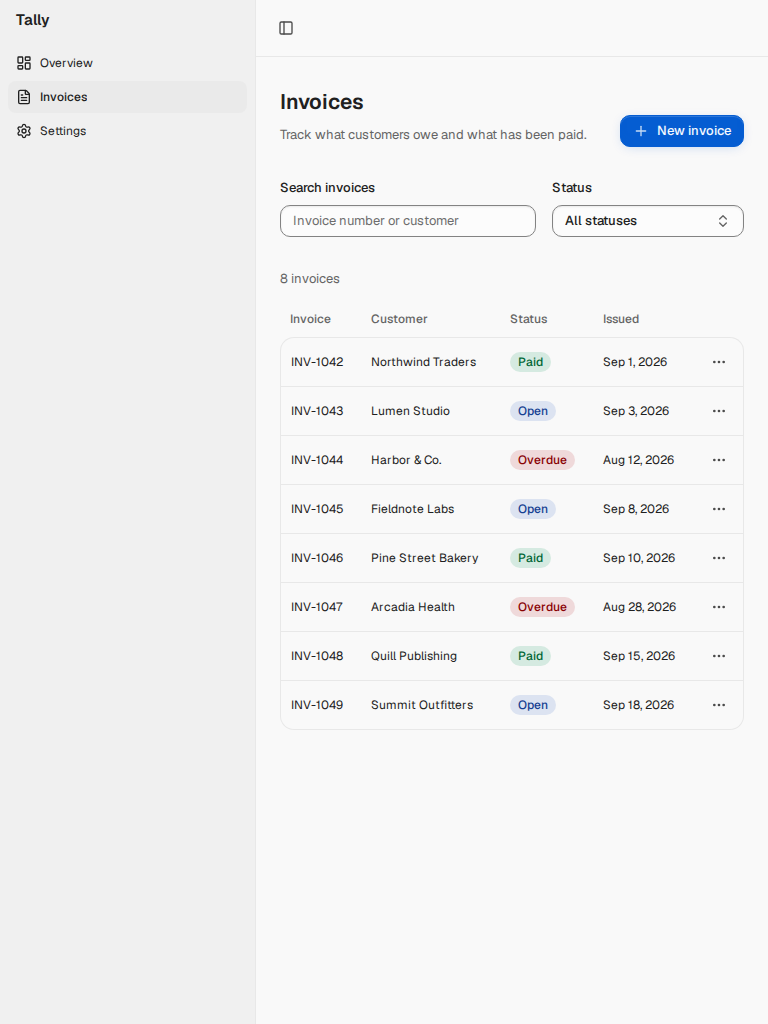 Tally
Overview
Invoices
Settings
Invoices
Track what customers owe and what has been paid.
New invoice
Search invoices
Status
Invoice number or customer
All statuses
8 invoices
Invoice Customer Status Issued
INV-1042 Northwind Traders Paid Sep 1, 2026
INV-1043 Lumen Studio Open Sep 3, 2026
INV-1044 Harbor & Co. Overdue Aug 12, 2026
INV-1045 Fieldnote Labs Open Sep 8, 2026
INV-1046 Pine Street Bakery Paid Sep 10, 2026
INV-1047 Arcadia Health Overdue Aug 28, 2026
INV-1048 Quill Publishing Paid Sep 15, 2026
INV-1049 Summit Outfitters Open Sep 18, 2026